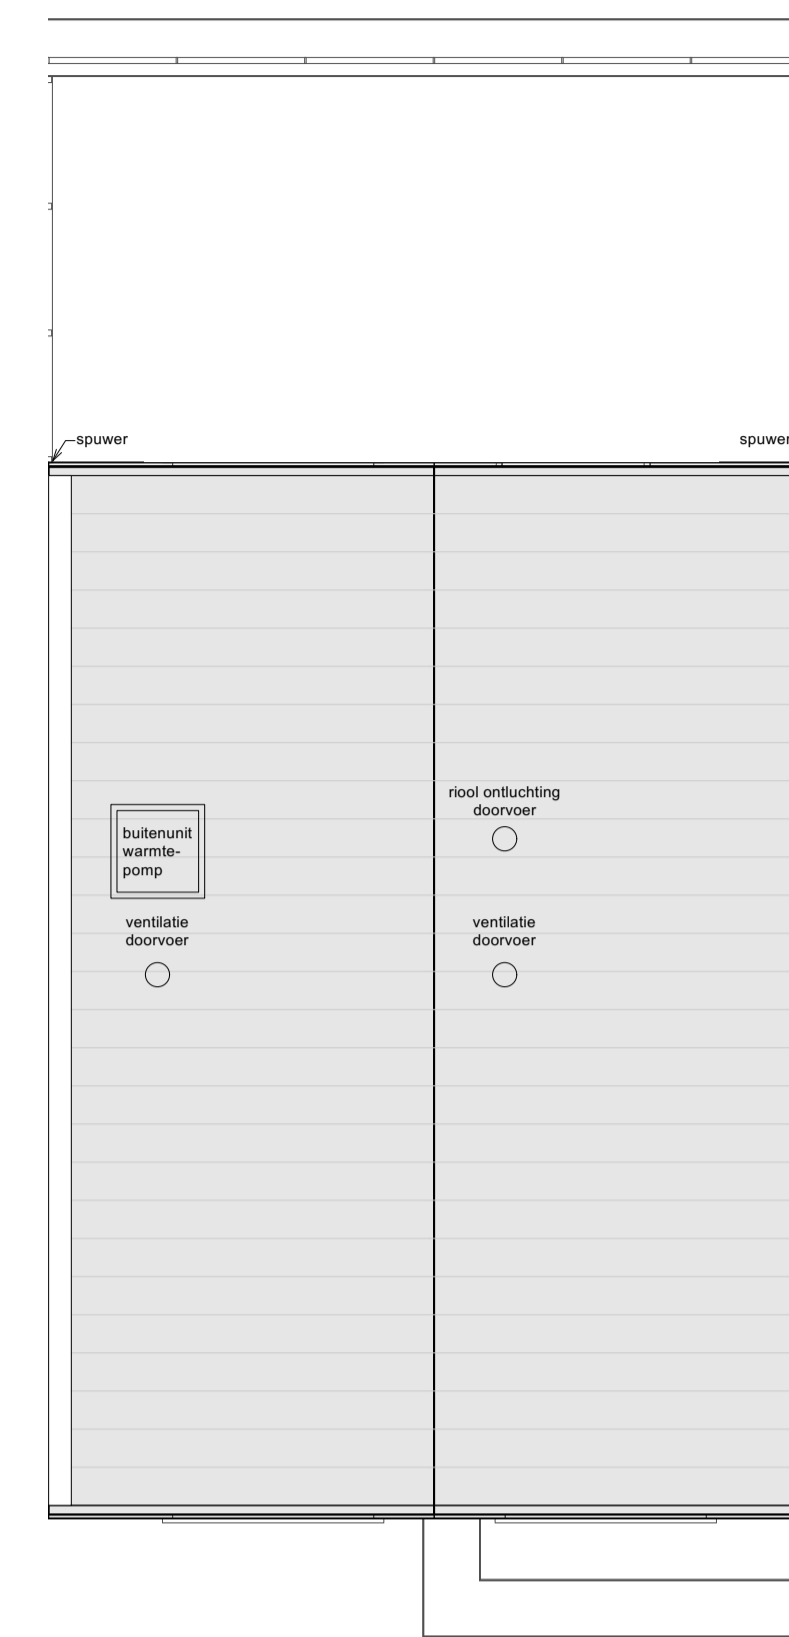 spuwer
spuwer
riool ontluchting
doorvoer
buitenunit
warmte-
pomp
ventilatie
doorvoer
ventilatie
doorvoer